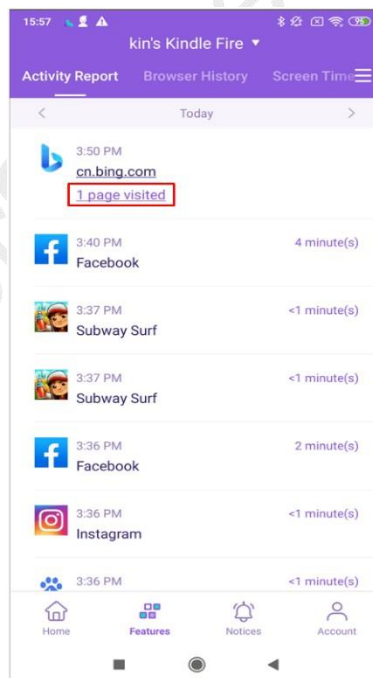 15:57
kin's Kindle Fire ▼
Activity Report Browser History Screen Time
< Today >
3:50 PM
cn.bing.com
1 page visited
3:40 PM 4 minute(s)
Facebook
3:37 PM <1 minute(s)
Subway Surf
3:37 PM <1 minute(s)
Subway Surf
3:36 PM 2 minute(s)
Facebook
3:36 PM <1 minute(s)
Instagram
3:36 PM <1 minute(s)
Home Features Notices Account